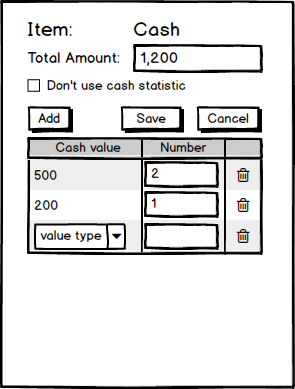 Item: Cash
Total Amount: 1,200
Don't use cash statistic
Add Save Cancel
Cash value Number
500 2
200 1
value type